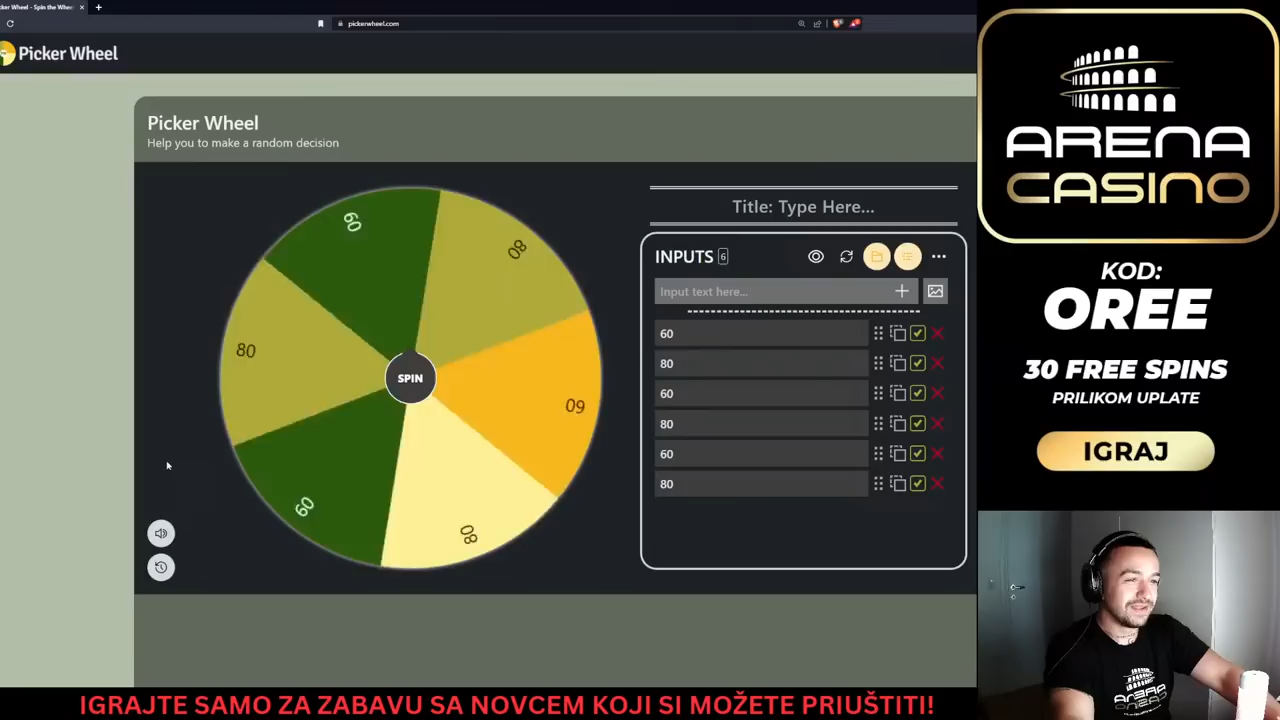 cker Wheel - Spin the Whee
pickerwheel.com
Picker Wheel
Picker Wheel
Help you to make a random decision
60
80
80
60
SPIN
60
80
Title: Type Here...
INPUTS 6
Input text here...
60
80
60
80
60
80
ARENA
CASINO
KOD:
OREE
30 FREE SPINS
PRILIKOM UPLATE
IGRAJ
IGRAJTE SAMO ZA ZABAVU SA NOVCEM KOJI SI MOŽETE PRIUŠTITI!